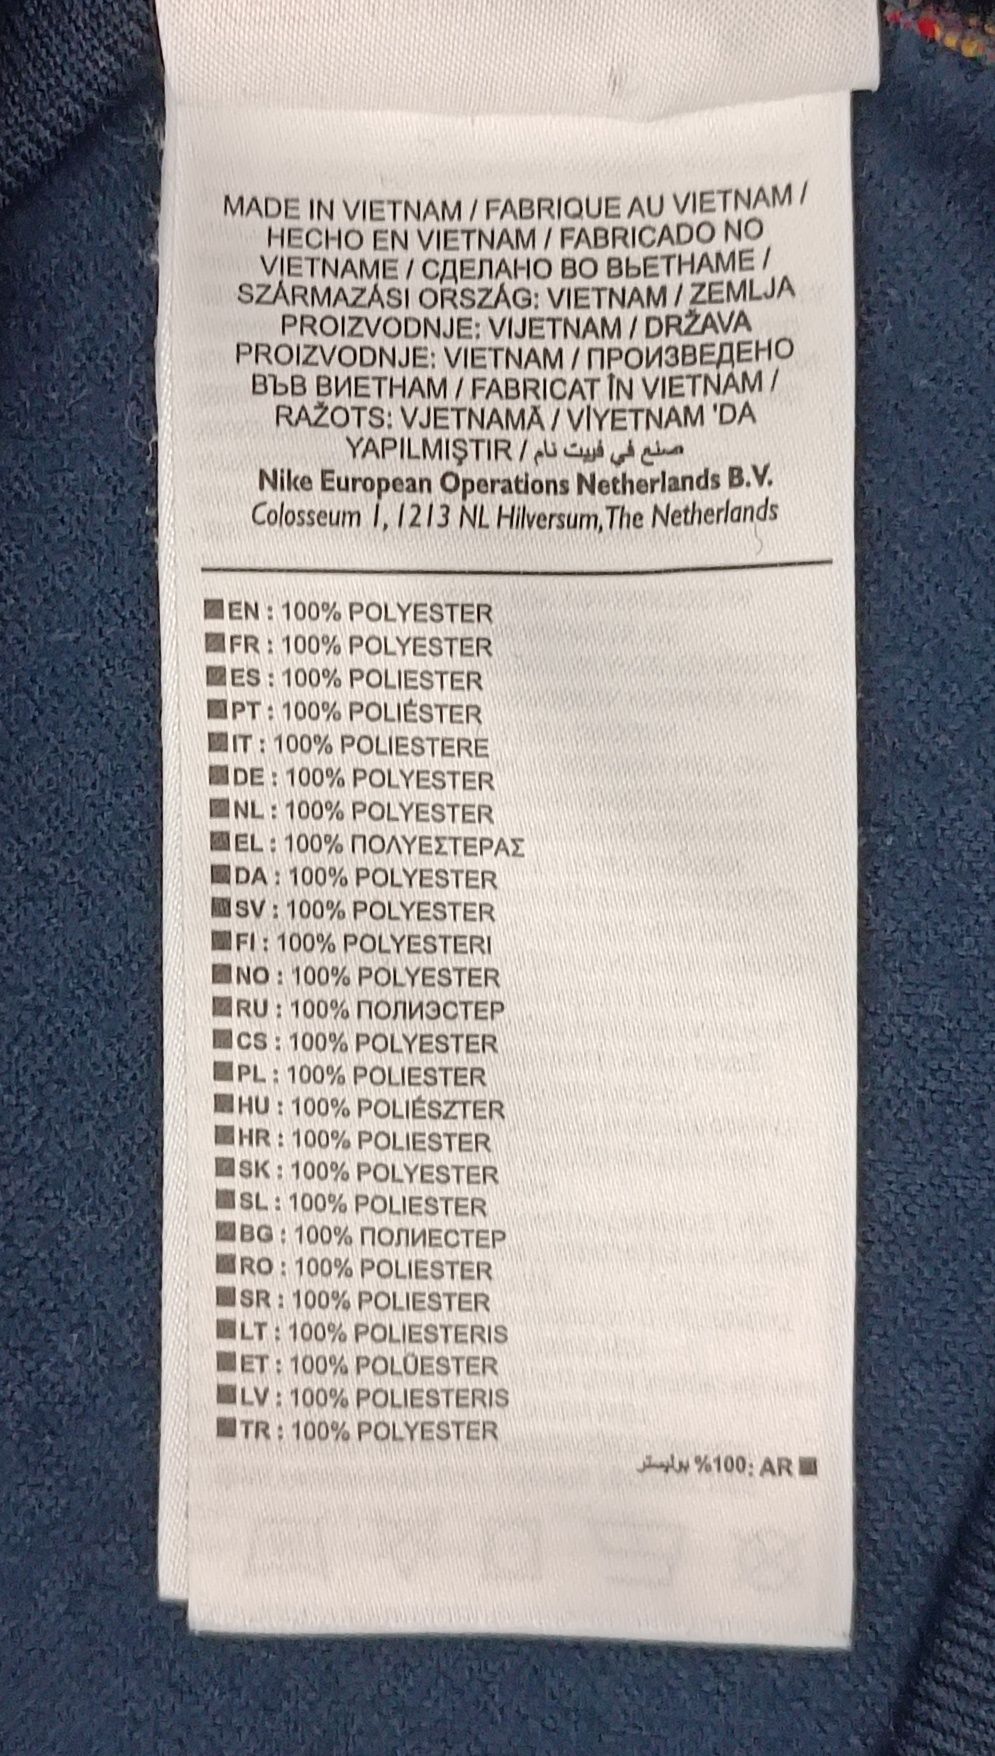 MADE IN VIETNAM / FABRIQUE AU VIETNAM /
HECHO EN VIETNAM / FABRICADO NO
VIETNAME / СДЕЛАНО ВО ВЬЕТНАМЕ /
SZÁRMAZÁSI ORSZÁG: VIETNAM / ZEMLJA
PROIZVODNJE: VIJETNAM / DRŽAVA
PROIZVODNJE: VIETNAM / ПРОИЗВЕДЕНО
ВЪВ ВИЕТНАМ / FABRICAT ÎN VIETNAM /
RAŽOTS: VJETNAMĀ / VİYETNAM 'DA
YAPILMIŞTIR / صنع في فييت نام
Nike European Operations Netherlands B.V.
Colosseum 1, 1213 NL Hilversum, The Netherlands
EN : 100% POLYESTER
FR : 100% POLYESTER
ES : 100% POLIESTER
PT : 100% POLIÉSTER
IT : 100% POLIESTERE
DE : 100% POLYESTER
NL : 100% POLYESTER
EL : 100% ΠΟΛΥΕΣΤΕΡΑΣ
DA : 100% POLYESTER
SV : 100% POLYESTER
FI : 100% POLYESTERI
NO : 100% POLYESTER
RU : 100% ПОЛИЭСТЕР
CS : 100% POLYESTER
PL : 100% POLIESTER
HU : 100% POLIÉSZTER
HR : 100% POLIESTER
SK : 100% POLYESTER
SL : 100% POLIESTER
BG : 100% ПОЛИЕСТЕР
RO : 100% POLIESTER
SR : 100% POLIESTER
LT : 100% POLIESTERIS
ET : 100% POLÜESTER
LV : 100% POLIESTERIS
TR : 100% POLYESTER
AR :100% بوليستر